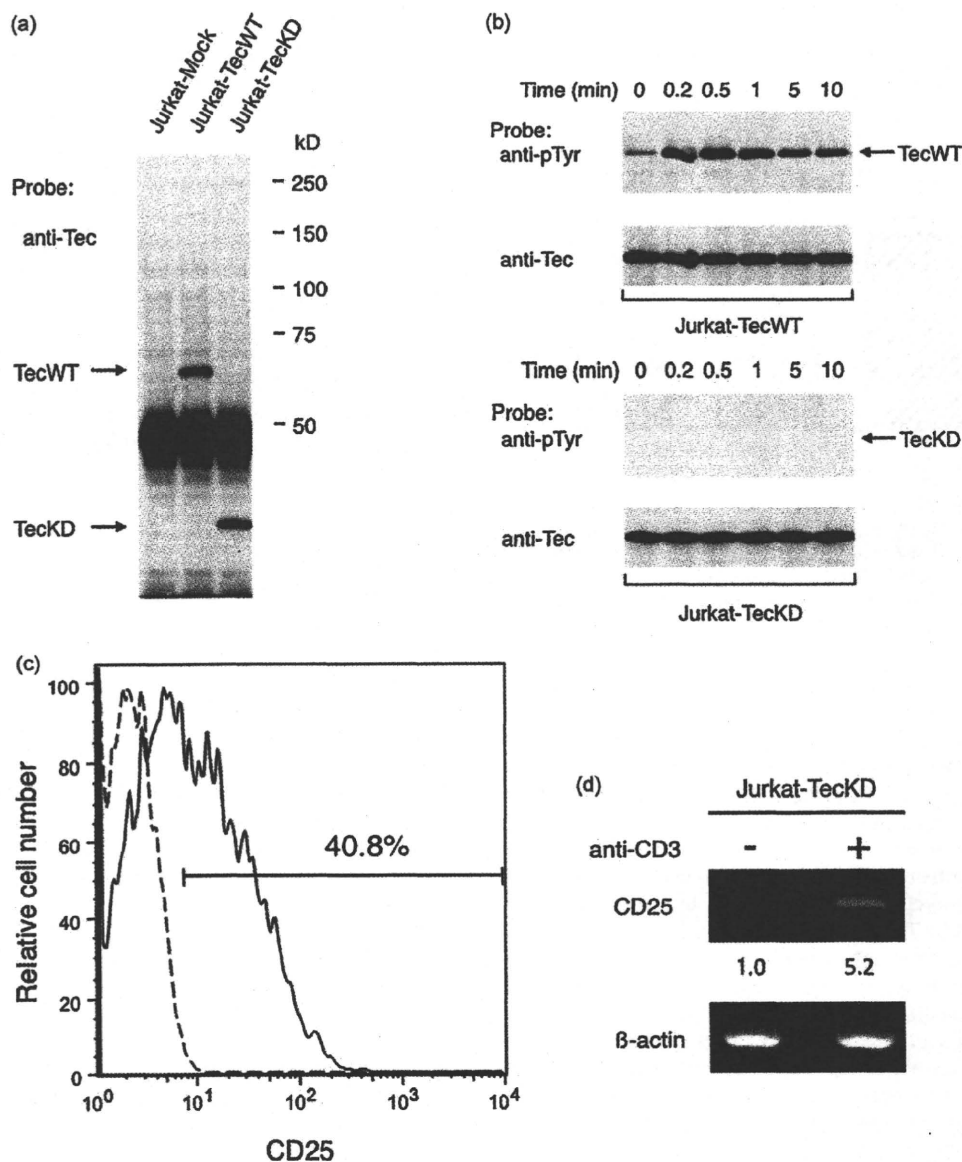 (a)
Jurkat-Mock
Jurkat-TecWT
Jurkat-TecKD
kD
Probe:
anti-Tec
- 250
- 150
- 100
- 75
- 50
TecWT
TecKD
(b)
Time (min) 0 0.2 0.5 1 5 10
Probe:
anti-pTyr
TecWT
anti-Tec
Jurkat-TecWT
Time (min) 0 0.2 0.5 1 5 10
Probe:
anti-pTyr
TecKD
anti-Tec
Jurkat-TecKD
(c)
Relative cell number
100
80
60
40
20
0
40.8%
10^0 10^1 10^2 10^3 10^4
CD25
(d)
Jurkat-TecKD
anti-CD3 - +
CD25
1.0 5.2
ß-actin